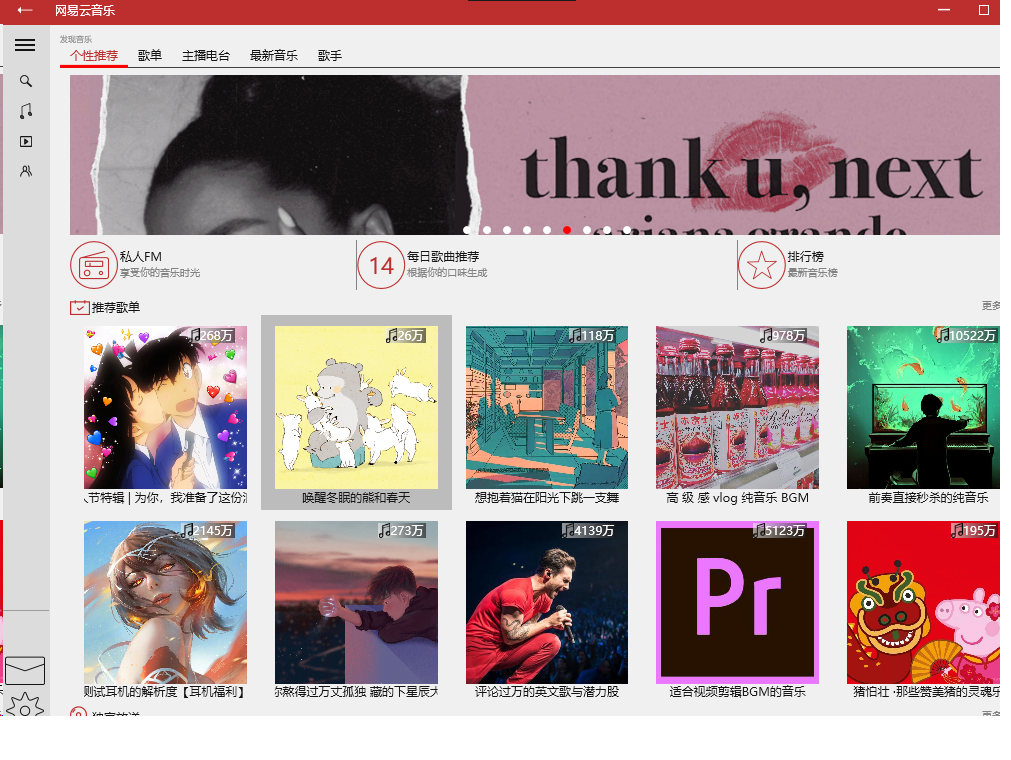 网易云音乐
发现音乐
个性推荐 歌单 主播电台 最新音乐 歌手
thank u, next
ariana grande
私人FM
享受你的音乐时光
14
每日歌曲推荐
根据你的口味生成
排行榜
最新音乐榜
推荐歌单
更多
268万
26万
118万
978万
10522万
人节特辑 | 为你，我准备了这份
唤醒冬眠的熊和春天
想抱着猫在阳光下跳一支舞
高 级 感 vlog 纯音乐 BGM
前奏直接秒杀的纯音乐
2145万
273万
4139万
Pr
5123万
195万
测试耳机的解析度【耳机福利】
你熬得过万丈孤独 藏的下星辰大
评论过万的英文歌与潜力股
适合视频剪辑BGM的音乐
猪怕壮 ·那些赞美猪的灵魂乐
独家放送
更多